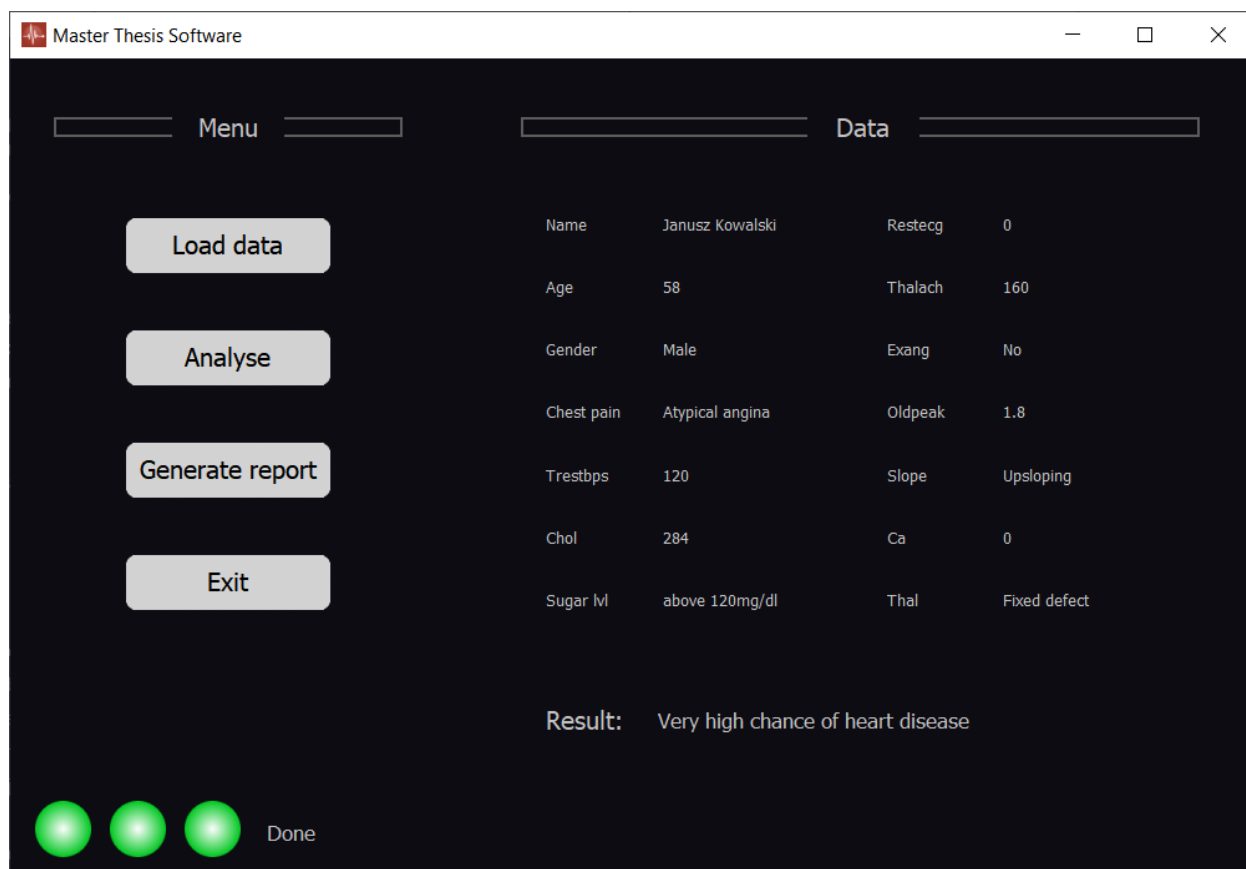 Master Thesis Software
Menu
Load data
Analyse
Generate report
Exit
Data
Name Janusz Kowalski Restecg 0
Age 58 Thalach 160
Gender Male Exang No
Chest pain Atypical angina Oldpeak 1.8
Trestbps 120 Slope Upsloping
Chol 284 Ca 0
Sugar lvl above 120mg/dl Thal Fixed defect
Result: Very high chance of heart disease
Done